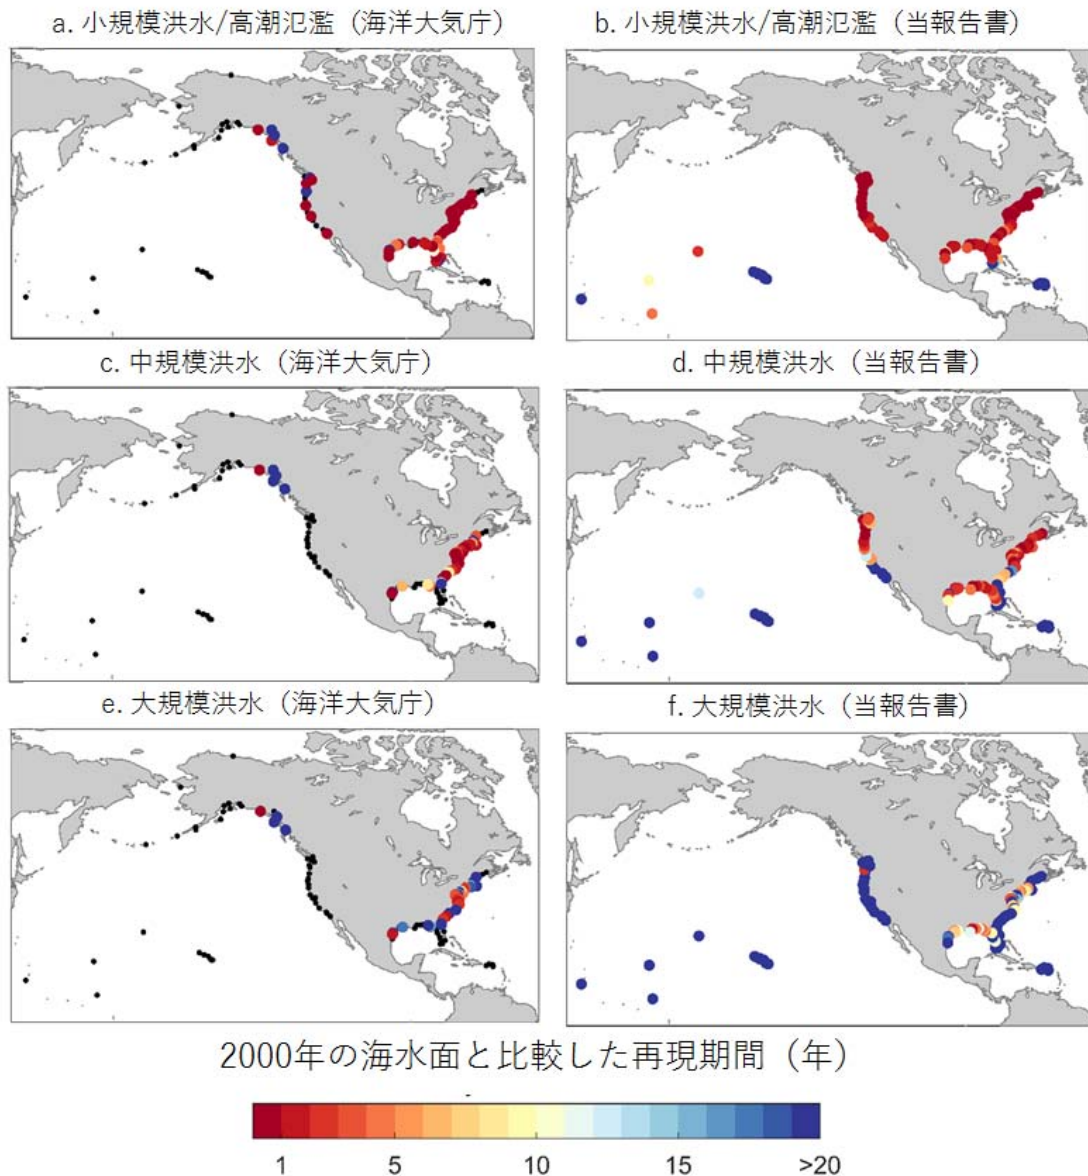 a. 小規模洪水/高潮氾濫（海洋大気庁）
b. 小規模洪水/高潮氾濫（当報告書）
c. 中規模洪水（海洋大気庁）
d. 中規模洪水（当報告書）
e. 大規模洪水（海洋大気庁）
f. 大規模洪水（当報告書）
2000年の海水面と比較した再現期間（年）
1 5 10 15 >20